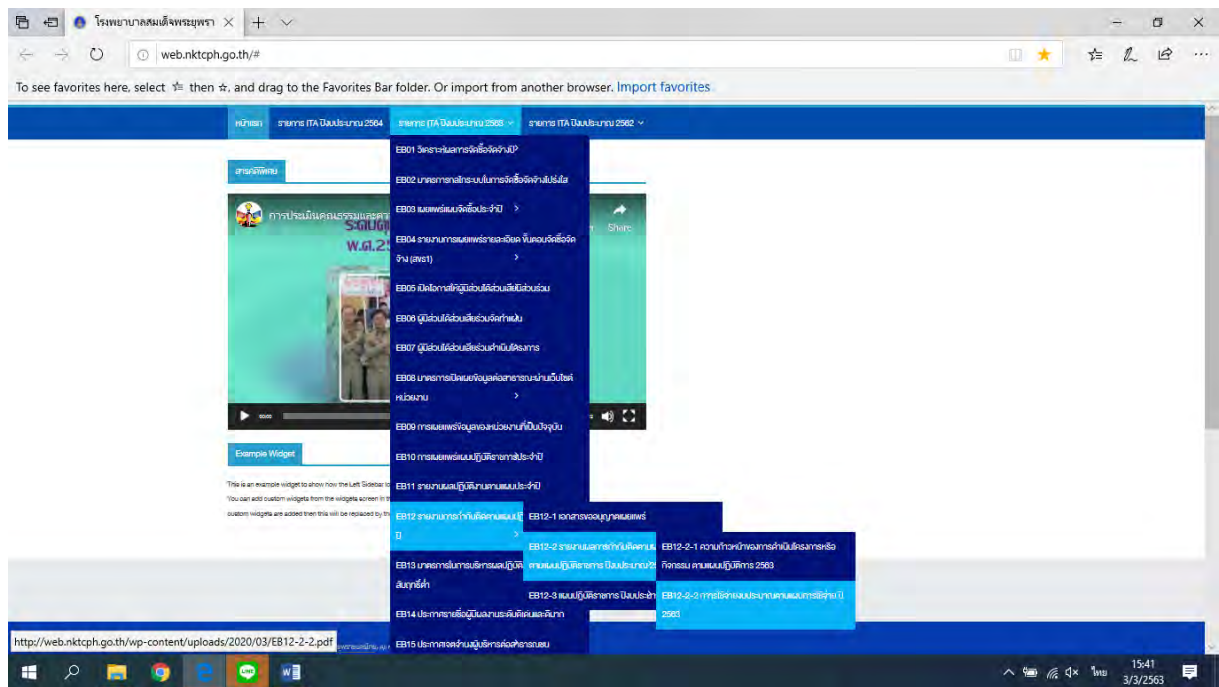 โรงพยาบาลสมเด็จพระยุพรา
web.nktcph.go.th/#
To see favorites here, select then ☆, and drag to the Favorites Bar folder. Or import from another browser. Import favorites
หน้าแรก รายการ ITA ปีงบประมาณ 2564 รายการ ITA ปีงบประมาณ 2563 รายการ ITA ปีงบประมาณ 2562
EB01 วิเคราะห์ผลการจัดซื้อจัดจ้างปี?
สารคดีพิเศษ
EB02 มาตรการกลไกระบบในการจัดซื้อจัดจ้างโปร่งใส
EB03 เผยแพร่แผนจัดซื้อประจำปี
การประเมินคุณธรรมและ
Share
พ.ศ.25
EB04 รายงานการเผยแพร่รายละเอียด ขั้นตอนจัดซื้อจัด
จ้าง (สขร1)
EB05 เปิดโอกาสให้ผู้มีส่วนได้ส่วนเสียมีส่วนร่วม
EB06 ผู้มีส่วนได้ส่วนเสียร่วมจัดทำแผน
EB07 ผู้มีส่วนได้ส่วนเสียร่วมดำเนินโครงการ
EB08 มาตรการเปิดเผยข้อมูลต่อสาธารณะผ่านเว็บไซต์
หน่วยงาน
00:00
EB09 การเผยแพร่ข้อมูลของหน่วยงานที่เป็นปัจจุบัน
Example Widget
EB10 การเผยแพร่แผนปฏิบัติราชการประจำปี
This is an example widget to show how the Left Sidebar lo
EB11 รายงานผลปฏิบัติงานตามแผนประจำปี
You can add custom widgets from the widgets screen in th
custom widgets are added then this will be replaced by th
EB12 รายงานการกำกับติดตามแผนปฏิ
ปี
EB12-1 เอกสารขออนุญาตเผยแพร่
EB12-2 รายงานผลการกำกับติดตามผล
ตามแผนปฏิบัติราชการ ปีงบประมาณ 25
EB12-2-1 ความก้าวหน้าของการดำเนินโครงการหรือ
กิจกรรม ตามแผนปฏิบัติการ 2563
EB13 มาตรการในการบริหารผลปฏิบัติ
สัมฤทธิ์ต่ำ
EB12-3 แผนปฏิบัติราชการ ปีงบประมา
EB12-2-2 การใช้จ่ายงบประมาณตามแผนการใช้จ่าย ปี
2563
EB14 ประกาศรายชื่อผู้มีผลงานระดับดีเด่นและดีมาก
http://web.nktcph.go.th/wp-content/uploads/2020/03/EB12-2-2.pdf
EB15 ประกาศเจตจำนงผู้บริหารต่อสาธารณชน
LINE
ไทย
15:41
3/3/2563